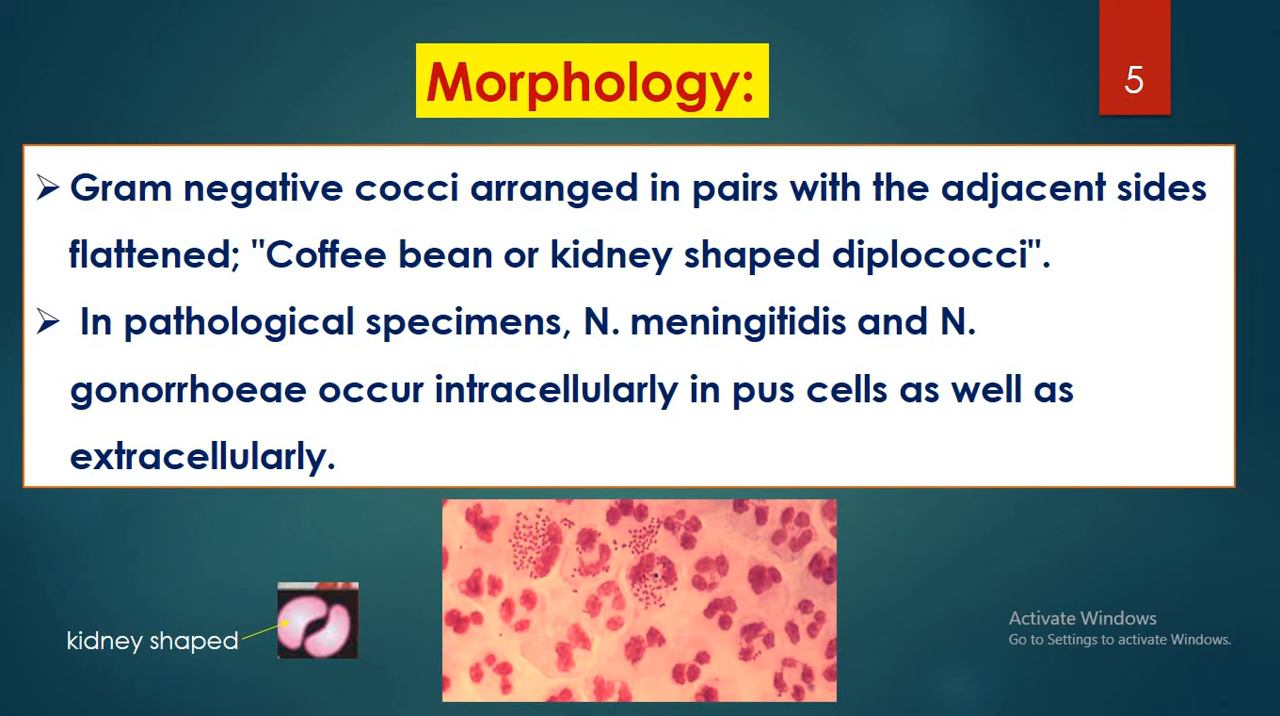 Morphology:
5
➢ Gram negative cocci arranged in pairs with the adjacent sides
flattened; "Coffee bean or kidney shaped diplococci".
➢ In pathological specimens, N. meningitidis and N.
gonorrhoeae occur intracellularly in pus cells as well as
extracellularly.
kidney shaped
Activate Windows
Go to Settings to activate Windows.